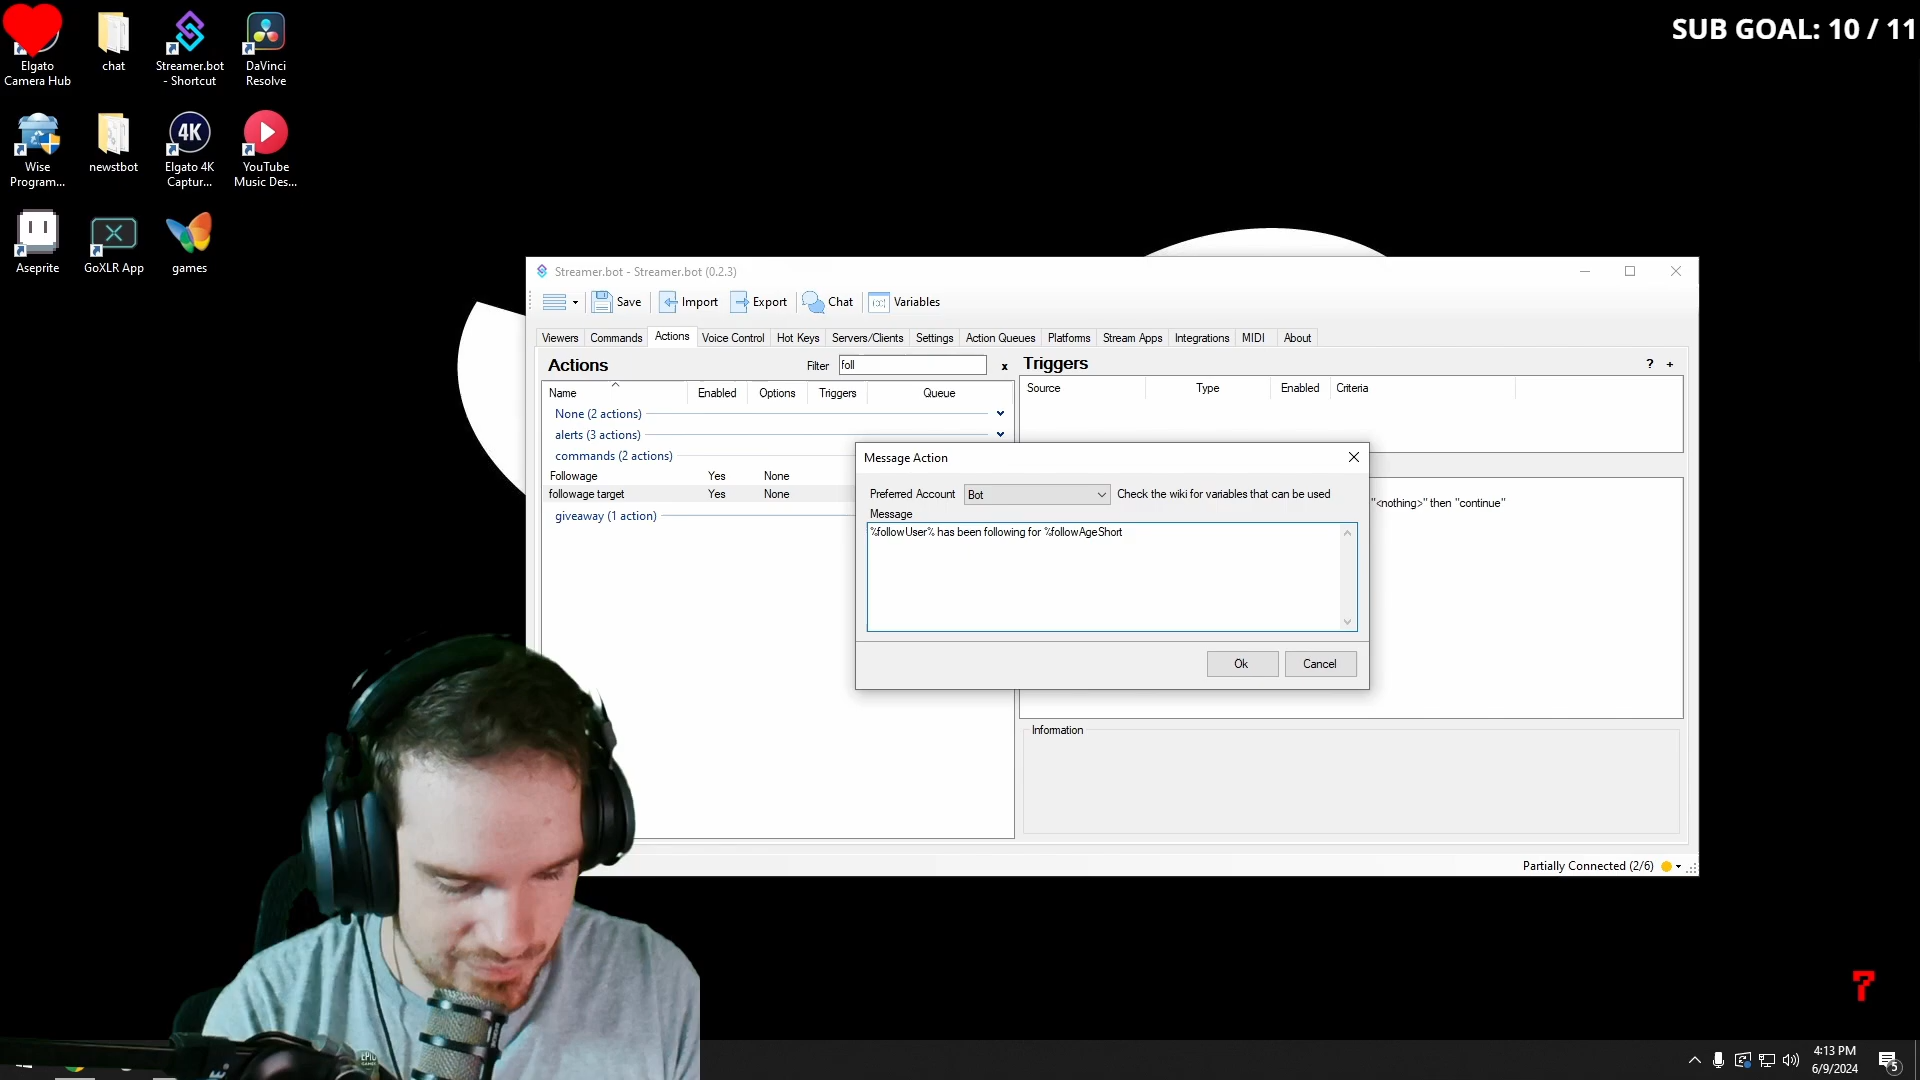 SUB GOAL: 10 / 11
Elgato
Camera Hub
chat
Streamer.bot
- Shortcut
DaVinci
Resolve
Wise
Program...
newstbot
4K
Elgato 4K
Captur...
YouTube
Music Des...
Aseprite
GoXLR App
games
Streamer.bot - Streamer.bot (0.2.3)
Save
Import
Export
Chat
Variables
Viewers
Commands
Actions
Voice Control
Hot Keys
Servers/Clients
Settings
Action Queues
Platforms
Stream Apps
Integrations
MIDI
About
Actions
Filter
foll
x
Name
Enabled
Options
Triggers
Queue
None (2 actions)
alerts (3 actions)
commands (2 actions)
Followage Yes None
followage target Yes None
giveaway (1 action)
Triggers
? +
Source
Type
Enabled
Criteria
"<nothing>" then "continue"
Message Action
Preferred Account
Bot
Check the wiki for variables that can be used
Message
%followUser% has been following for %followAgeShort
Ok
Cancel
Information
Partially Connected (2/6)
7
4:13 PM
6/9/2024
5